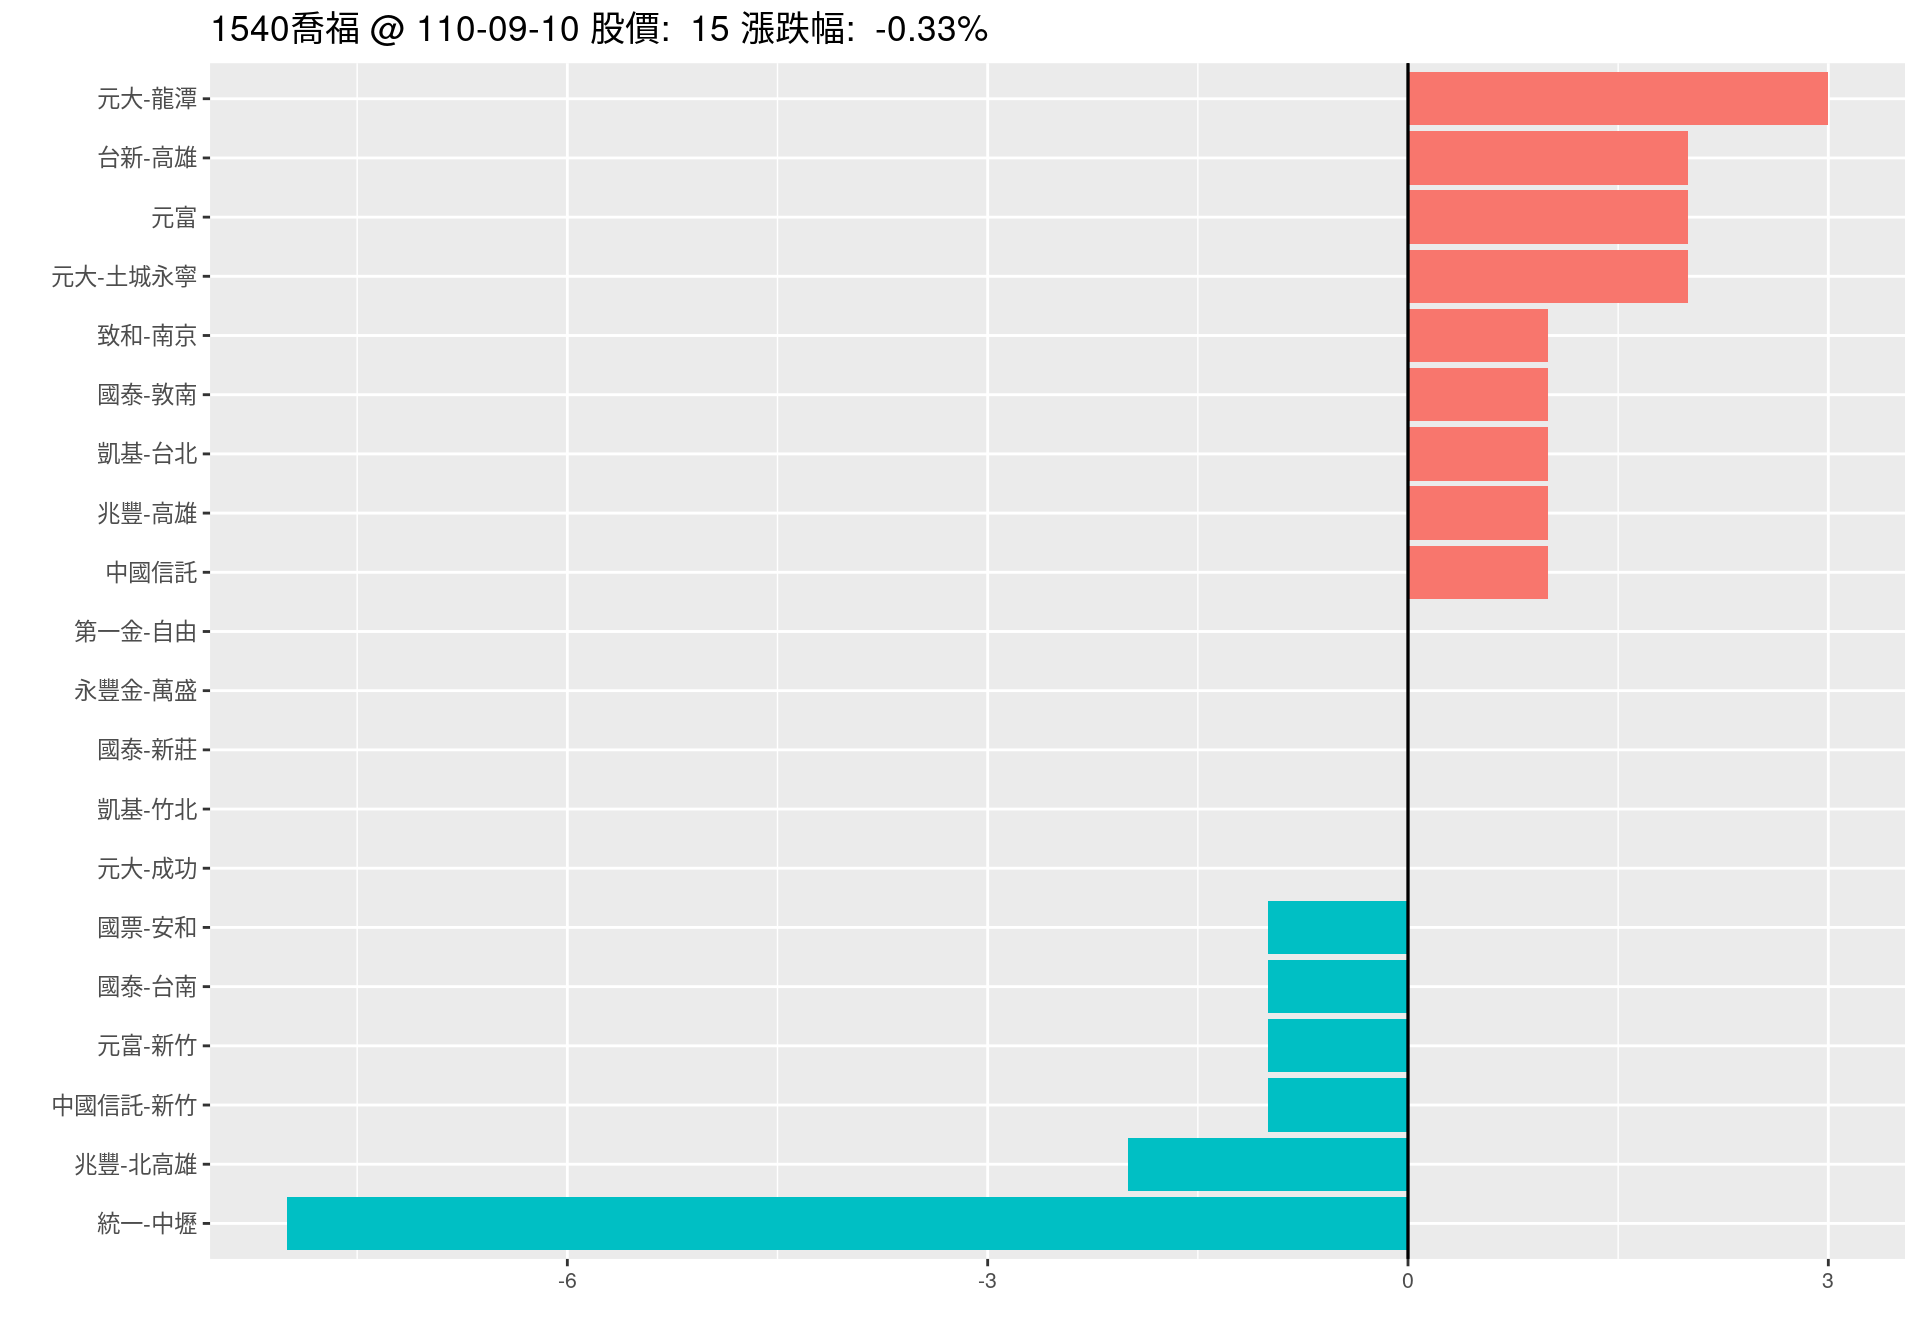 1540喬福 @ 110-09-10 股價:  15 漲跌幅:  -0.33%
元大-龍潭
台新-高雄
元富
元大-土城永寧
致和-南京
國泰-敦南
凱基-台北
兆豐-高雄
中國信託
第一金-自由
永豐金-萬盛
國泰-新莊
凱基-竹北
元大-成功
國票-安和
國泰-台南
元富-新竹
中國信託-新竹
兆豐-北高雄
統一-中壢
-6 -3 0 3